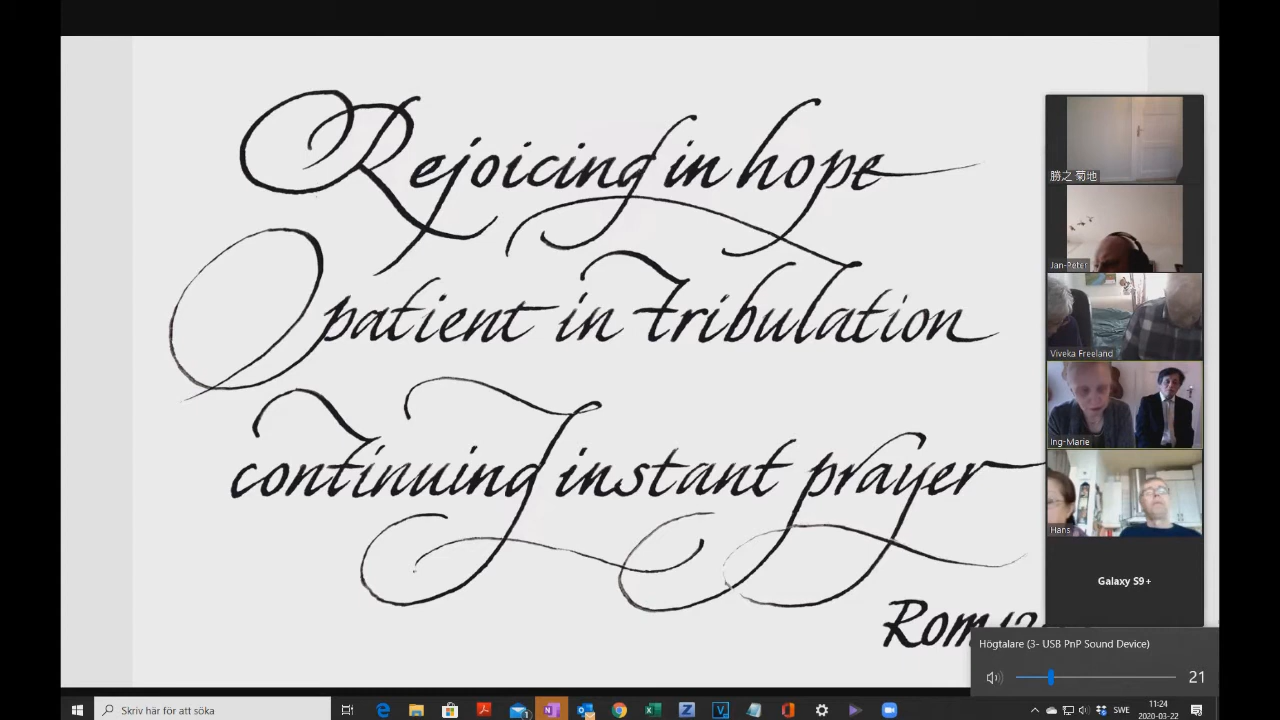 Rejoicing in hope
patient in tribulation
continuing instant prayer
Rom 12
勝之 菊地
Jan-Peter
Viveka Freeland
Ing-Marie
Hans
Galaxy S9+
Högtalare (3- USB PnP Sound Device)
21
Skriv här för att söka
SWE
11:24
2020-03-22